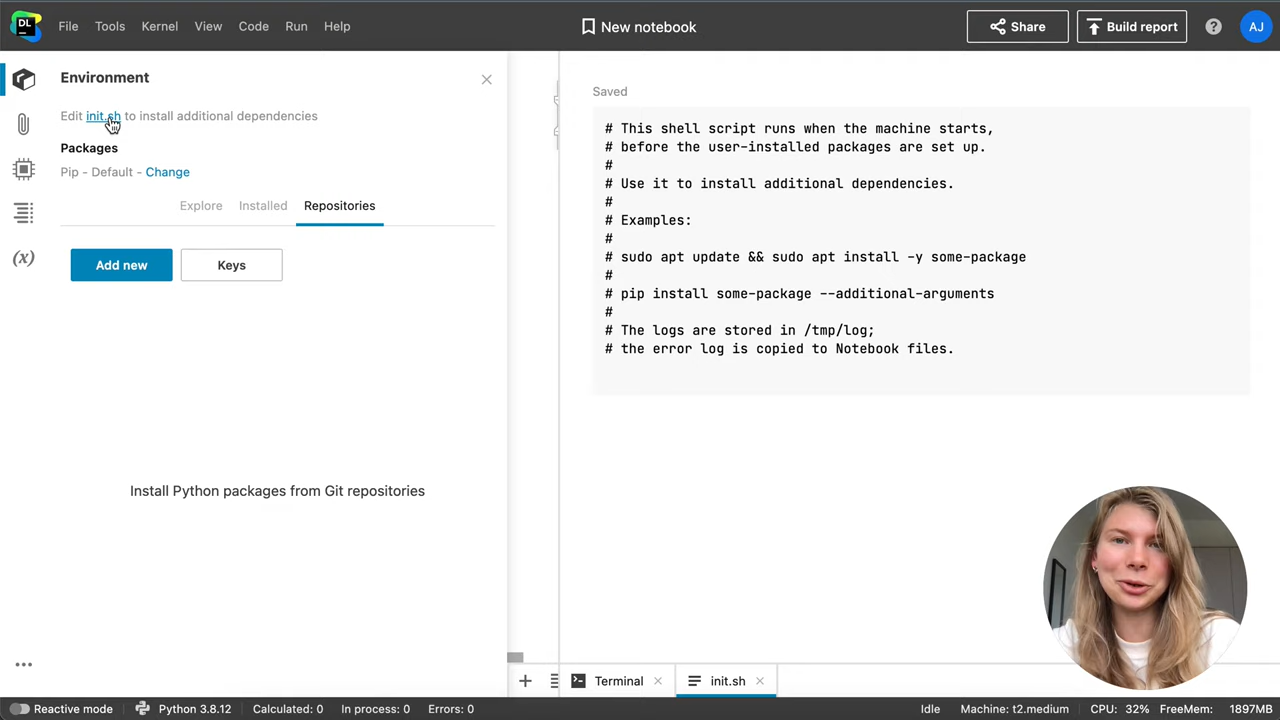 DL
File Tools Kernel View Code Run Help
New notebook
Share
Build report
?
AJ
Environment
Edit init.sh to install additional dependencies
Packages
Pip - Default - Change
Explore Installed Repositories
Add new
Keys
Install Python packages from Git repositories
(x)
Saved
# This shell script runs when the machine starts,
# before the user-installed packages are set up.
#
# Use it to install additional dependencies.
#
# Examples:
#
# sudo apt update && sudo apt install -y some-package
#
# pip install some-package --additional-arguments
#
# The logs are stored in /tmp/log;
# the error log is copied to Notebook files.
Terminal
init.sh
Reactive mode
Python 3.8.12
Calculated: 0
In process: 0
Errors: 0
Idle
Machine: t2.medium
CPU: 32%
FreeMem: 1897MB